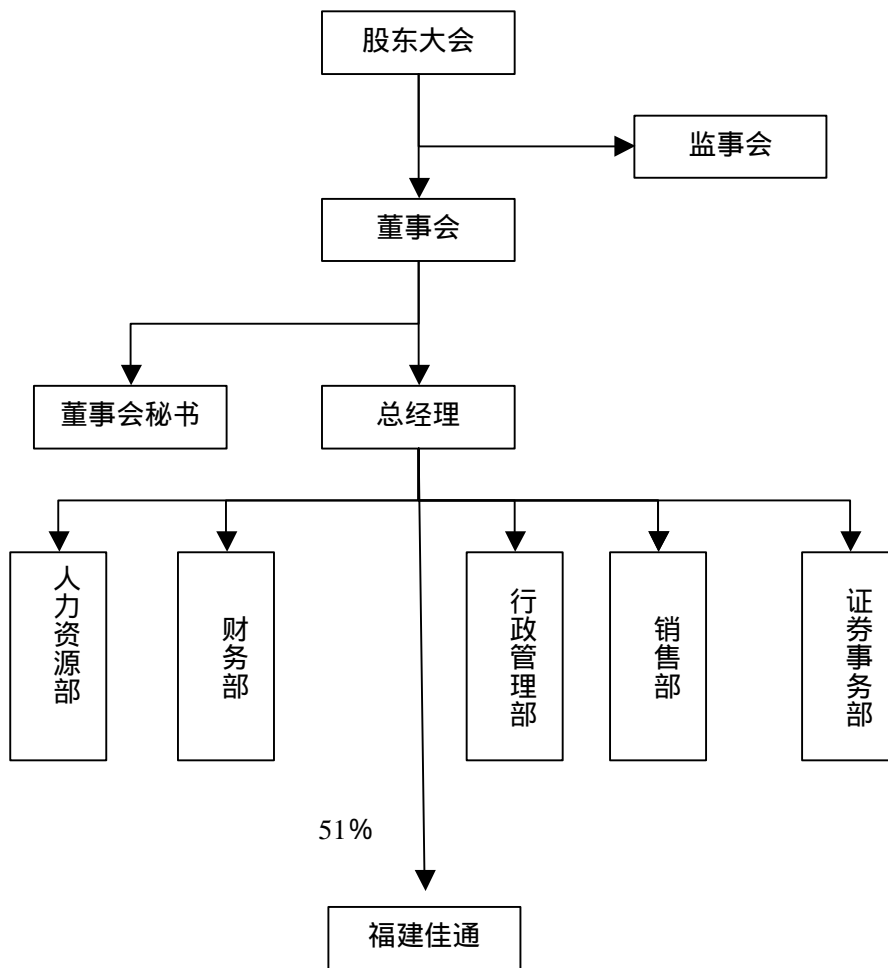 股东大会
监事会
董事会
董事会秘书
总经理
人力资源部
财务部
行政管理部
销售部
证券事务部
51%
福建佳通